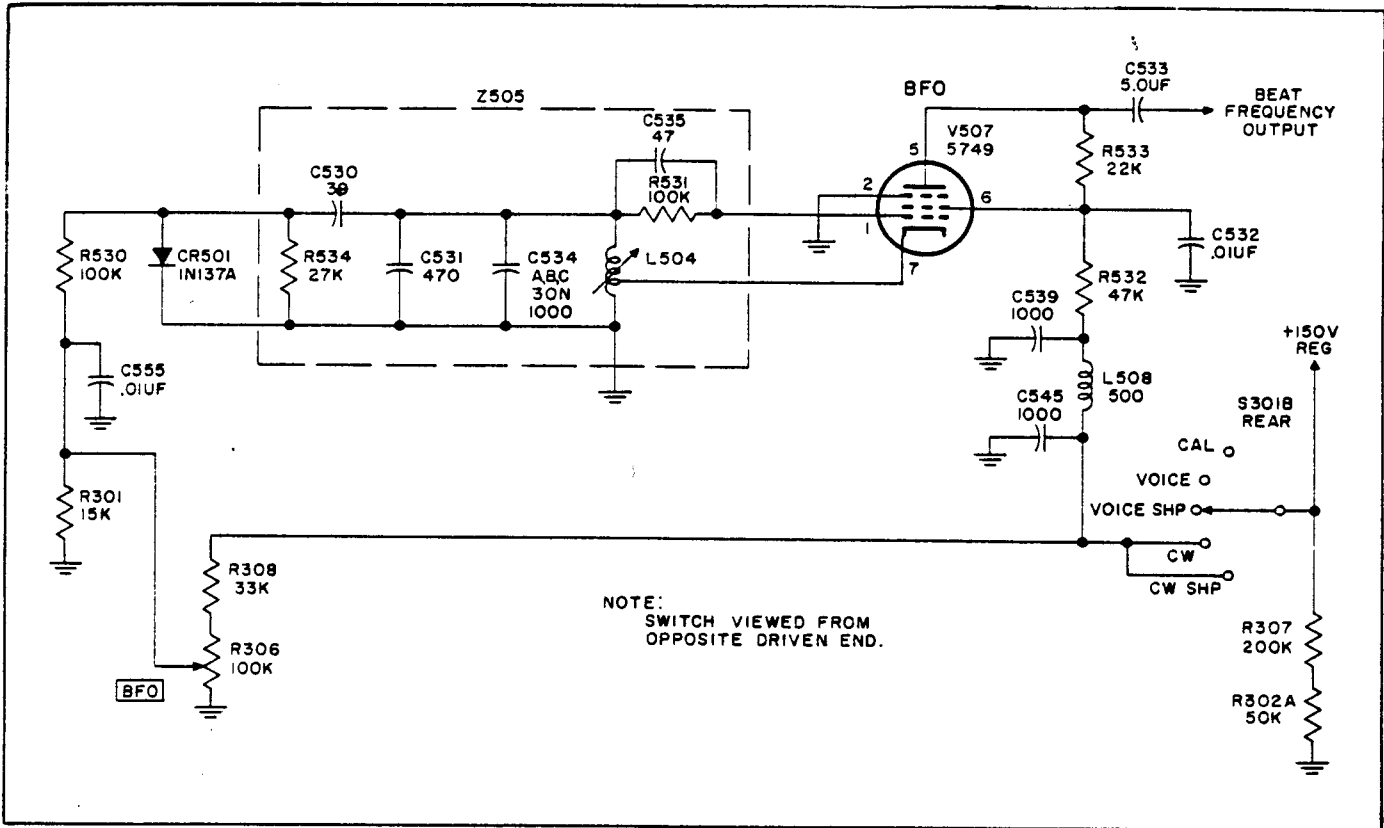 Z505
C530
39
C535
47
R531
100K
BFO
V507
5749
5
2
1
6
7
C533
5.0UF
BEAT
FREQUENCY
OUTPUT
R533
22K
C532
.01UF
R530
100K
CR501
1N137A
R534
27K
C531
470
C534
A,B,C
30N
1000
L504
R532
47K
C539
1000
L508
500
C545
1000
+150V
REG
S301B
REAR
CAL
VOICE
VOICE SHP
CW
CW SHP
C555
.01UF
R301
15K
R308
33K
R306
100K
BFO
NOTE:
SWITCH VIEWED FROM
OPPOSITE DRIVEN END.
R307
200K
R302A
50K